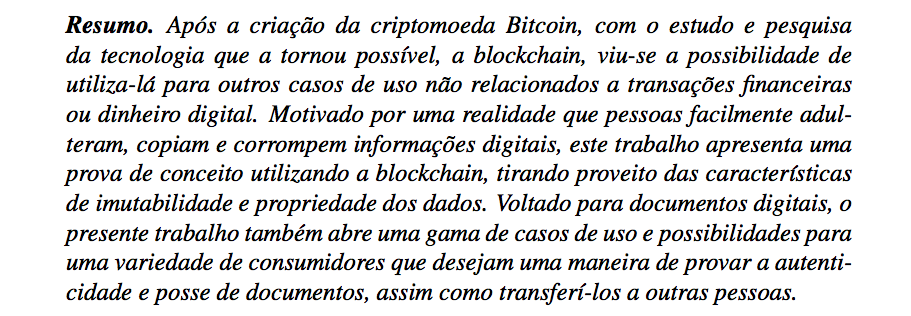 Resumo. Após a criação da criptomoeda Bitcoin, com o estudo e pesquisa
da tecnologia que a tornou possível, a blockchain, viu-se a possibilidade de
utiliza-lá para outros casos de uso não relacionados a transações financeiras
ou dinheiro digital. Motivado por uma realidade que pessoas facilmente adul-
teram, copiam e corrompem informações digitais, este trabalho apresenta uma
prova de conceito utilizando a blockchain, tirando proveito das características
de imutabilidade e propriedade dos dados. Voltado para documentos digitais, o
presente trabalho também abre uma gama de casos de uso e possibilidades para
uma variedade de consumidores que desejam uma maneira de provar a autenti-
cidade e posse de documentos, assim como transferí-los a outras pessoas.